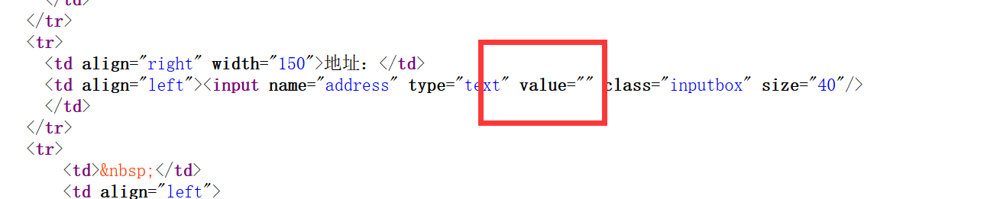 </td>
</tr>
<tr>
<td align="right" width="150">地址：</td>
<td align="left"><input name="address" type="text" value="" class="inputbox" size="40"/>
</td>
</tr>
<tr>
<td>&nbsp;</td>
<td align="left">